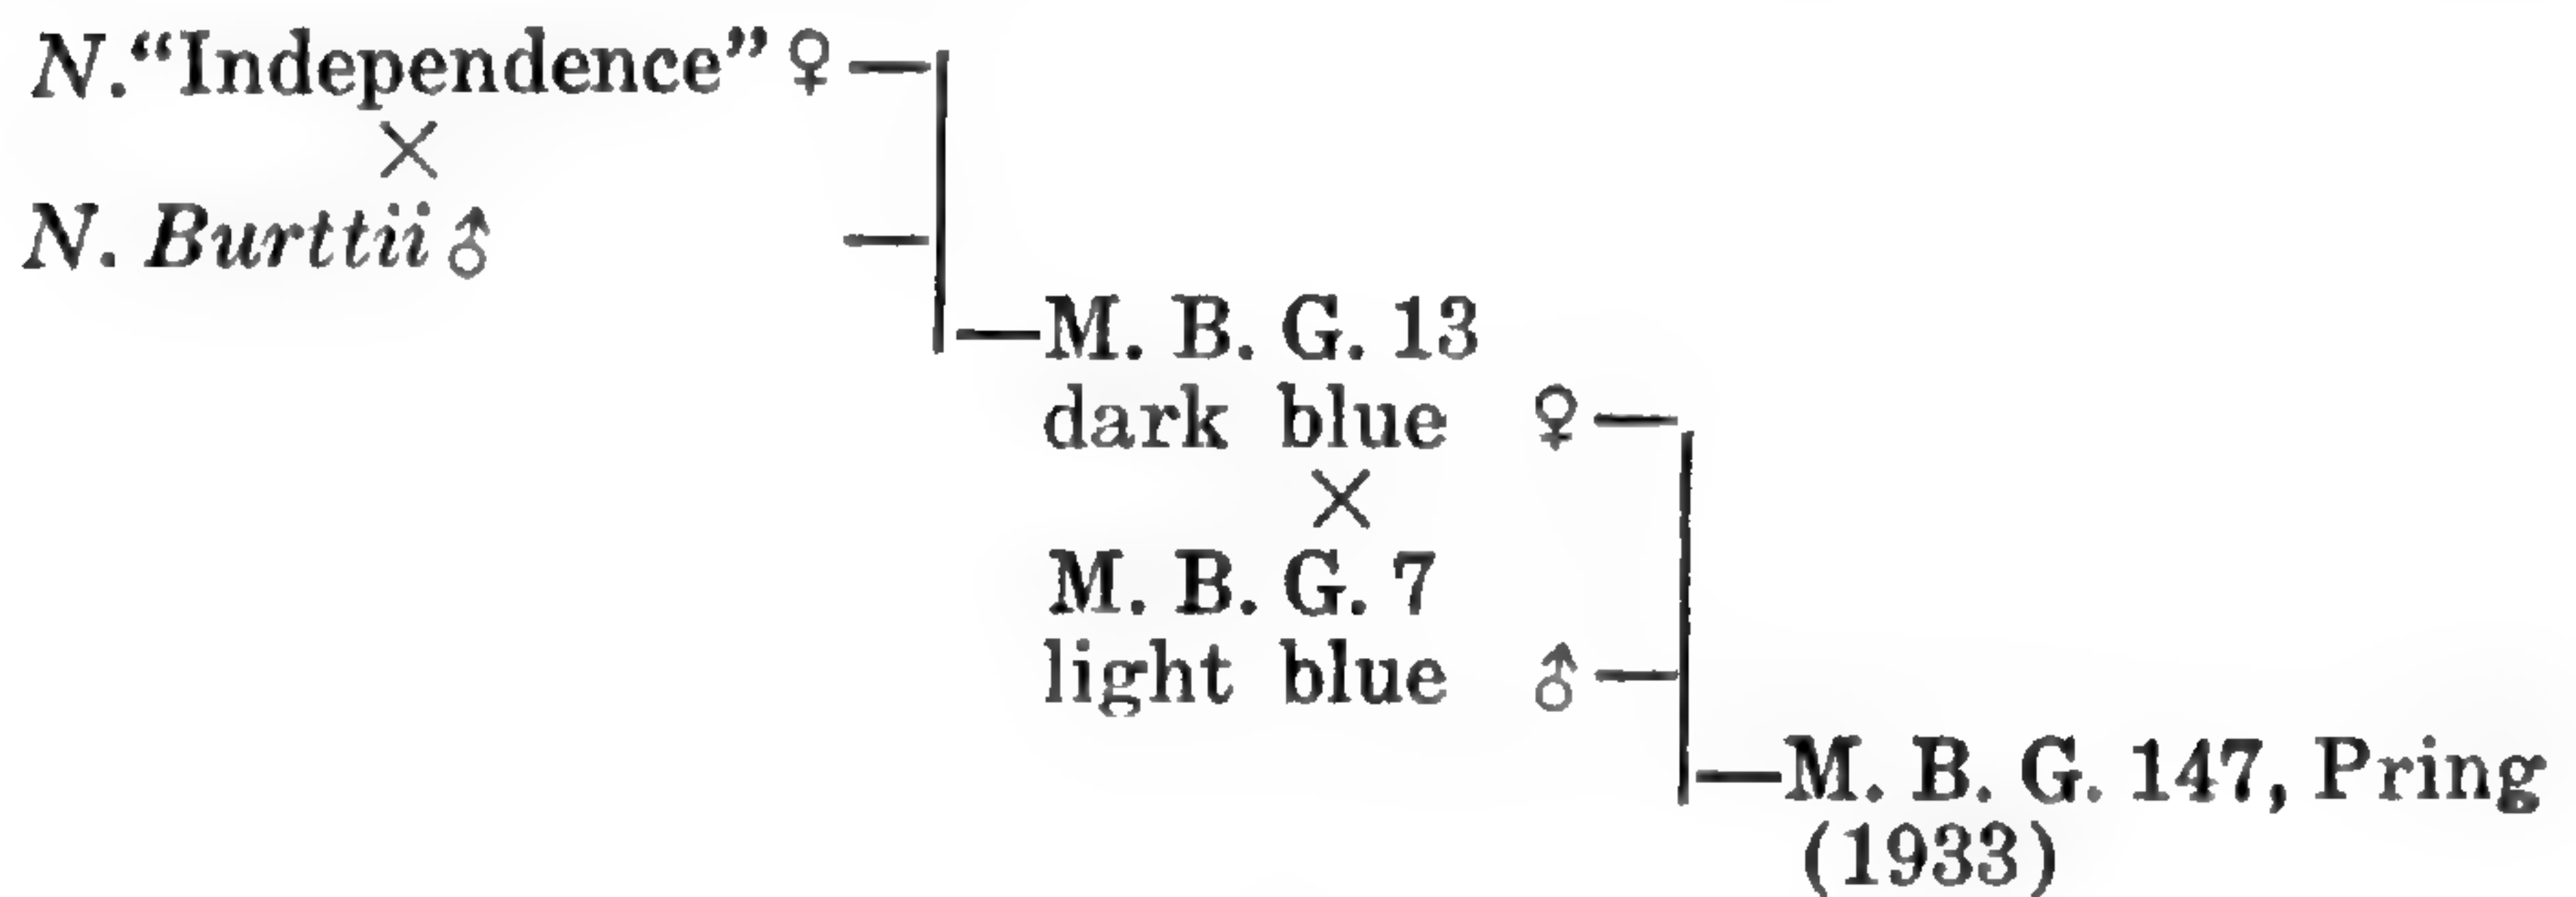 N. “Independence” ♀
×
N. Burttii ♂
M. B. G. 13
dark blue ♀
×
M. B. G. 7
light blue ♂
M. B. G. 147, Pring
(1933)